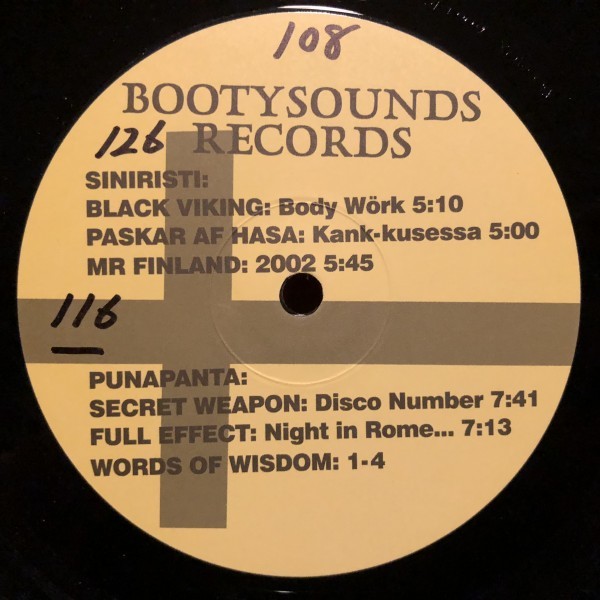 108
BOOTYSOUNDS
126 RECORDS
SINIRISTI:
BLACK VIKING: Body Wörk 5:10
PASKAR AF HASA: Kank-kusessa 5:00
MR FINLAND: 2002 5:45
116
PUNAPANTA:
SECRET WEAPON: Disco Number 7:41
FULL EFFECT: Night in Rome... 7:13
WORDS OF WISDOM: 1-4